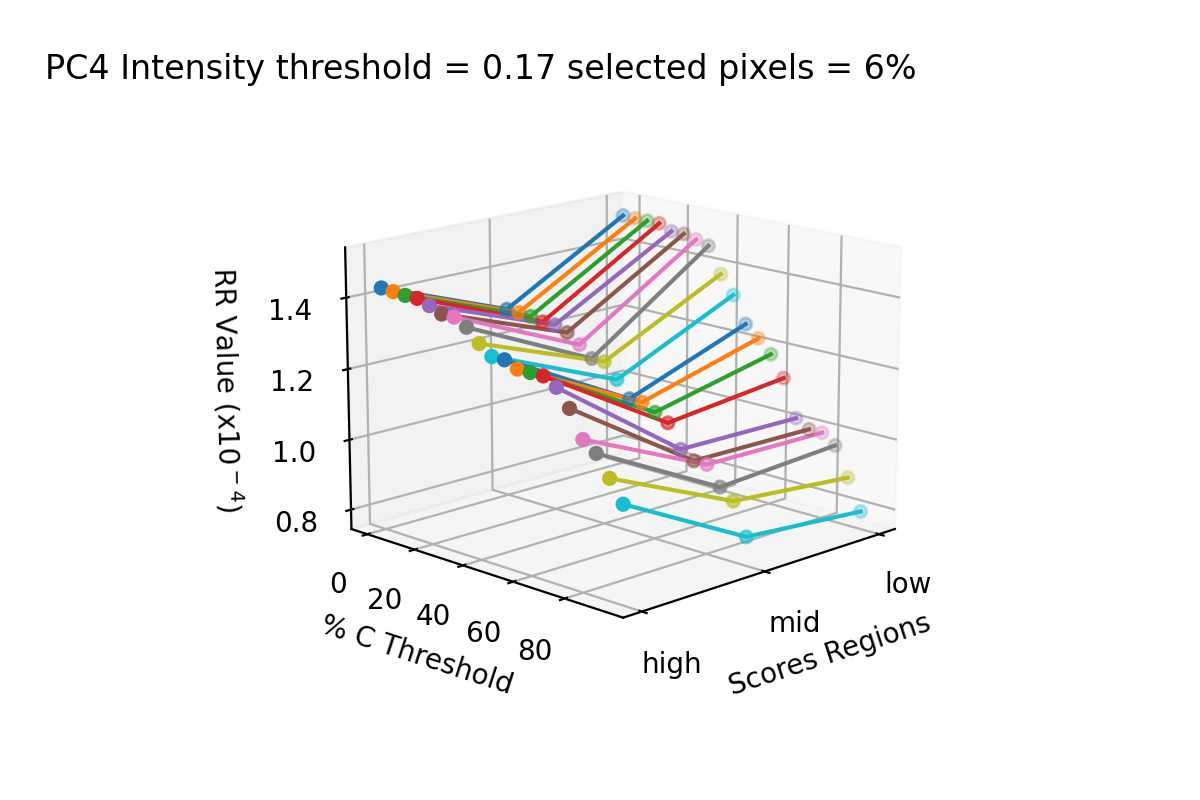 PC4 Intensity threshold = 0.17 selected pixels = 6%
RR Value (x10⁻⁴)
1.4
1.2
1.0
0.8
0
20
40
60
80
% C Threshold
high
mid
low
Scores Regions